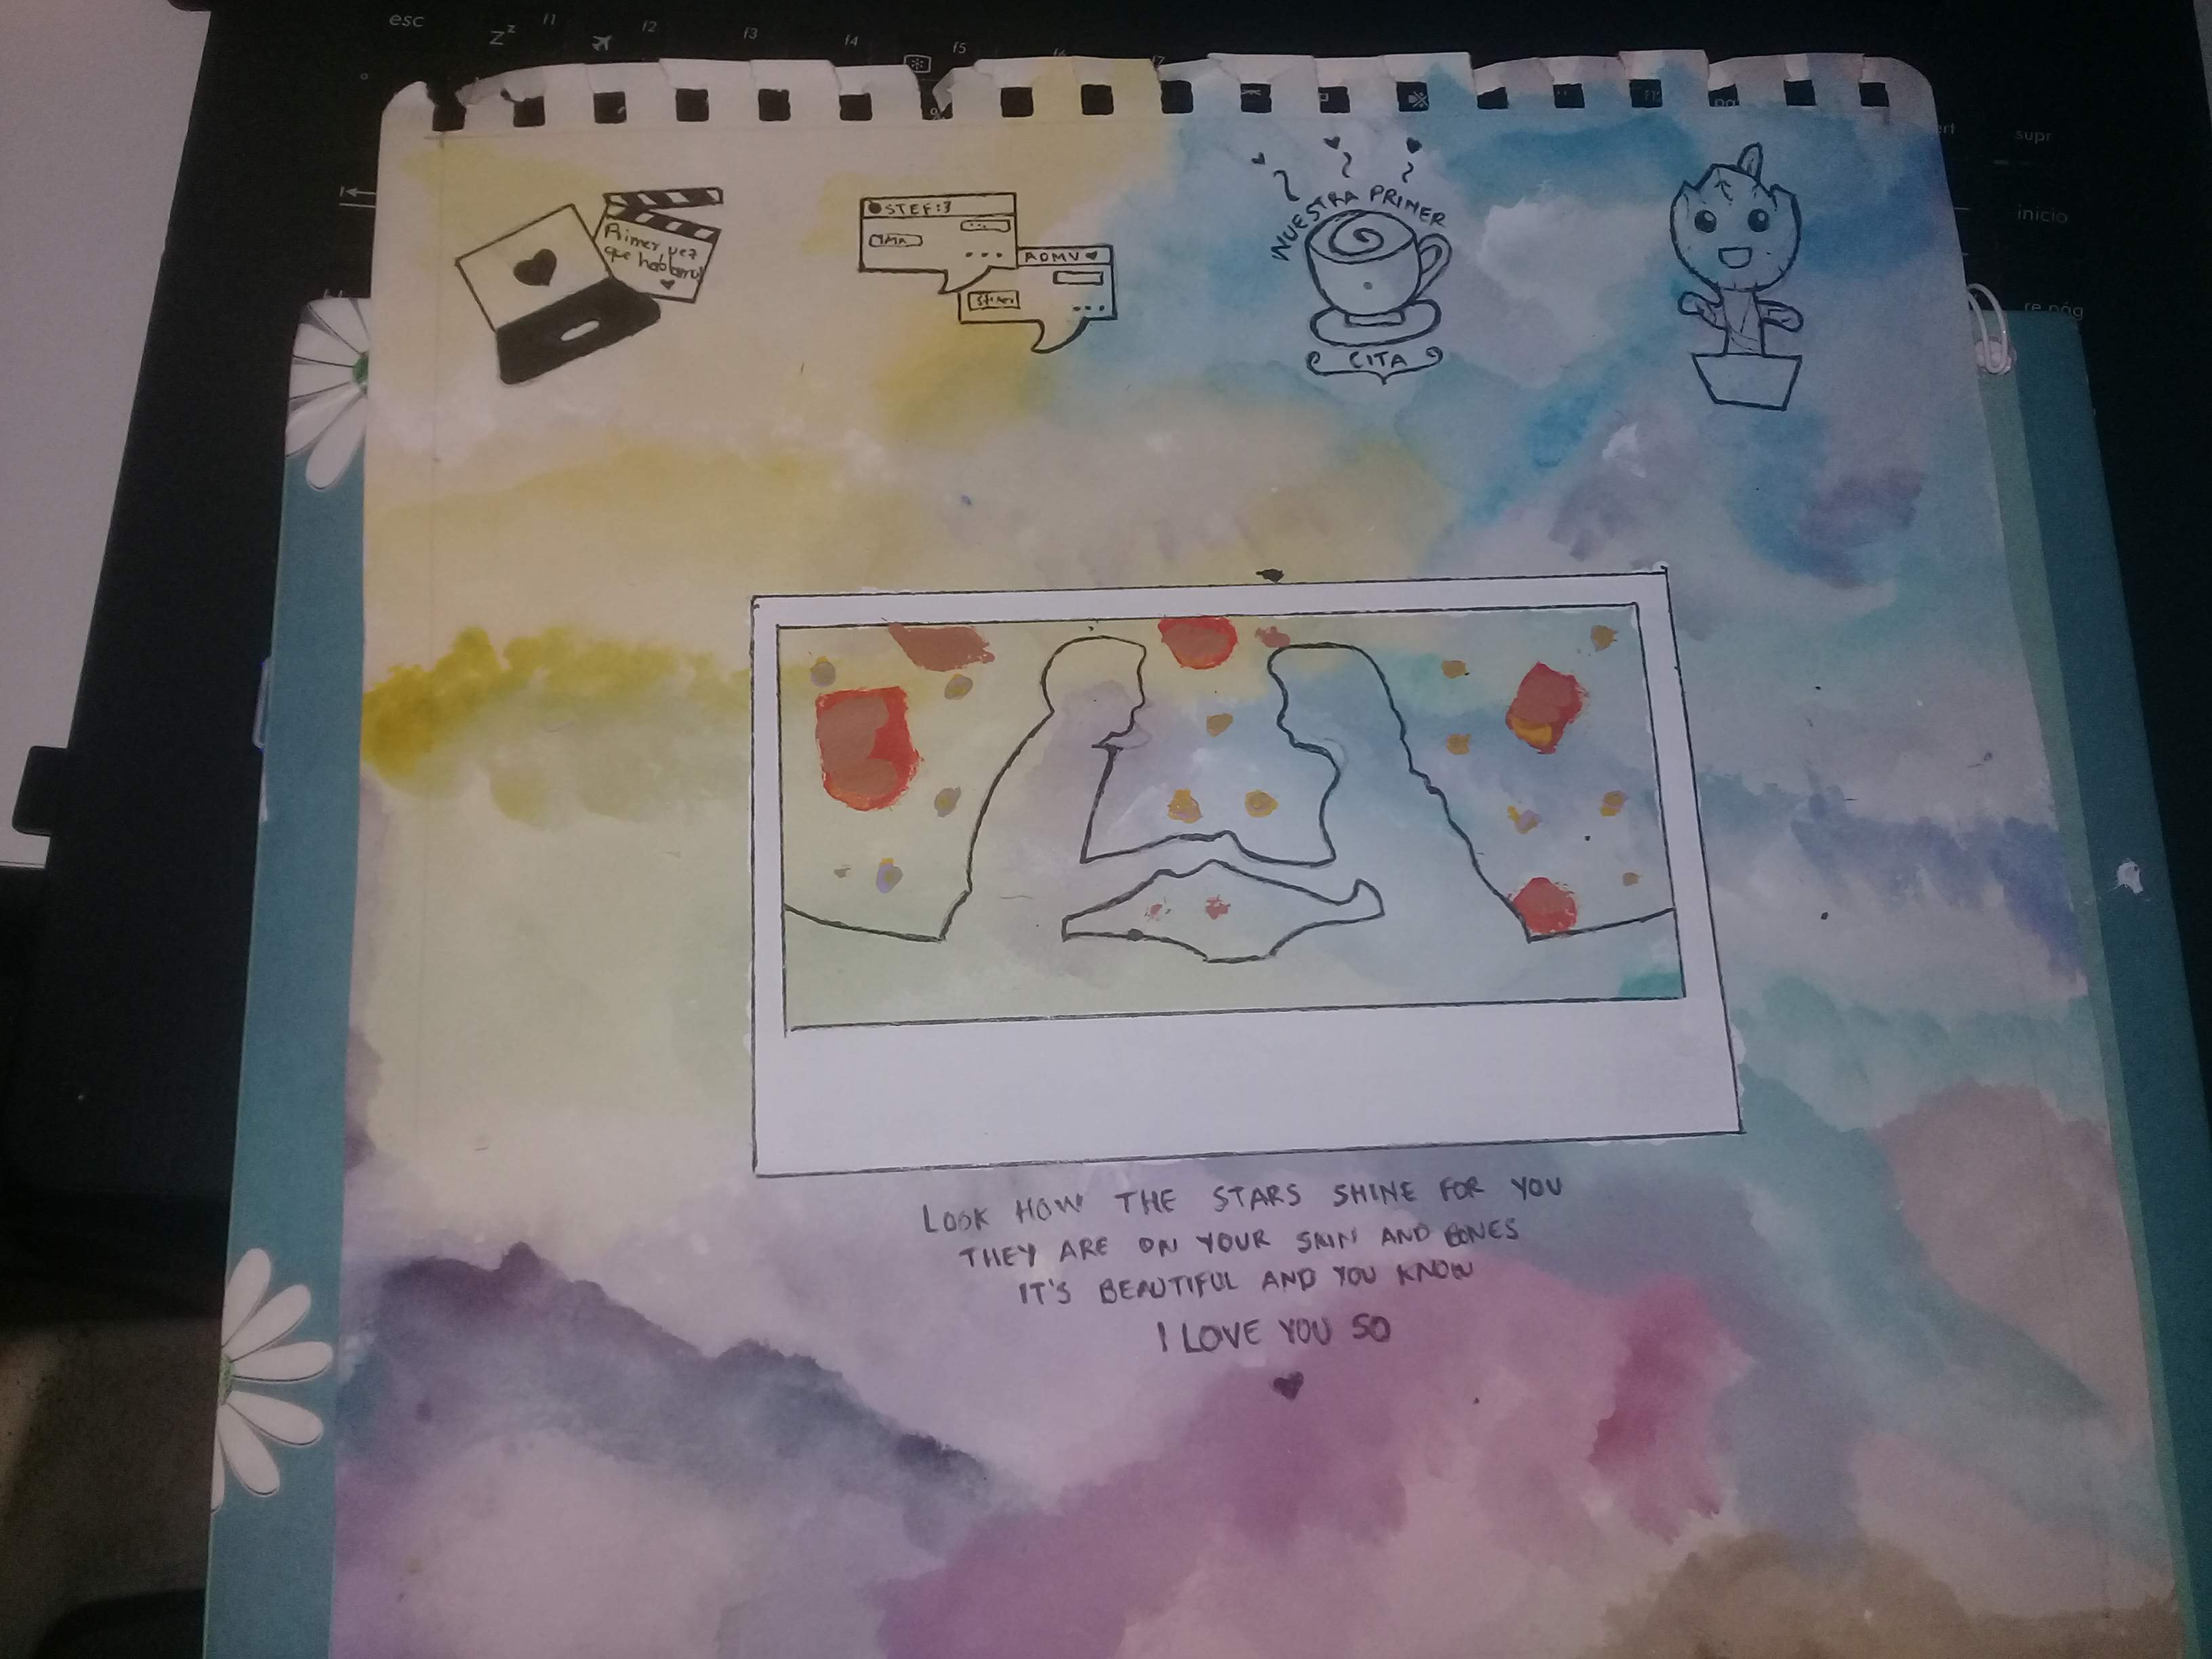 esc
f1
f2
f3
f4
f5
supr
inicio
re pág
Primer vez
que hablamos
STEF:3
ADMV
NUESTRA PRIMER
CITA
LOOK HOW THE STARS SHINE FOR YOU
THEY ARE ON YOUR SKIN AND BONES
IT'S BEAUTIFUL AND YOU KNOW
I LOVE YOU SO